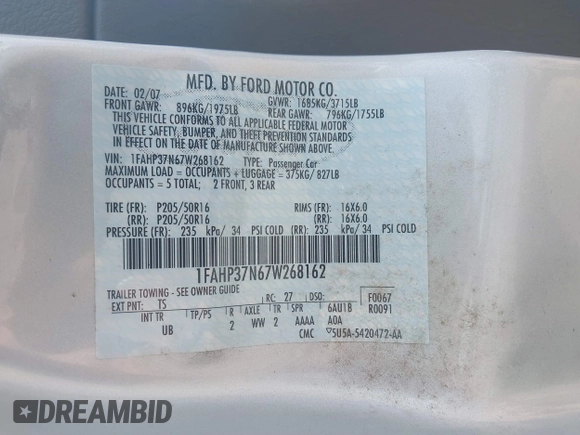 MFD. BY FORD MOTOR CO.
DATE: 02/07 GVWR: 1685KG/3715LB
FRONT GAWR: 896KG/1975LB REAR GAWR: 796KG/1755LB
THIS VEHICLE CONFORMS TO ALL APPLICABLE FEDERAL MOTOR
VEHICLE SAFETY, BUMPER, AND THEFT PREVENTION STANDARDS
IN EFFECT ON THE DATE OF MANUFACTURE SHOWN ABOVE.
VIN: 1FAHP37N67W268162 TYPE: Passenger Car
MAXIMUM LOAD = OCCUPANTS + LUGGAGE = 375KG/ 827LB
OCCUPANTS = 5 TOTAL; 2 FRONT, 3 REAR
TIRE (FR): P205/50R16 RIMS (FR): 16X6.0
(RR): P205/50R16 (RR): 16X6.0
PRESSURE (FR): 235 kPa/ 34 PSI COLD (RR): 235 kPa/ 34 PSI COLD
1FAHP37N67W268162
TRAILER TOWING - SEE OWNER GUIDE
EXT PNT: TS RC: 27 DSO: F0067
INT TR TP/PS R AXLE TR SPR 6AU1B R0091
UB 2 WW 2 AAAA A0A
CMC 5U5A-5420472-AA
DREAMBID